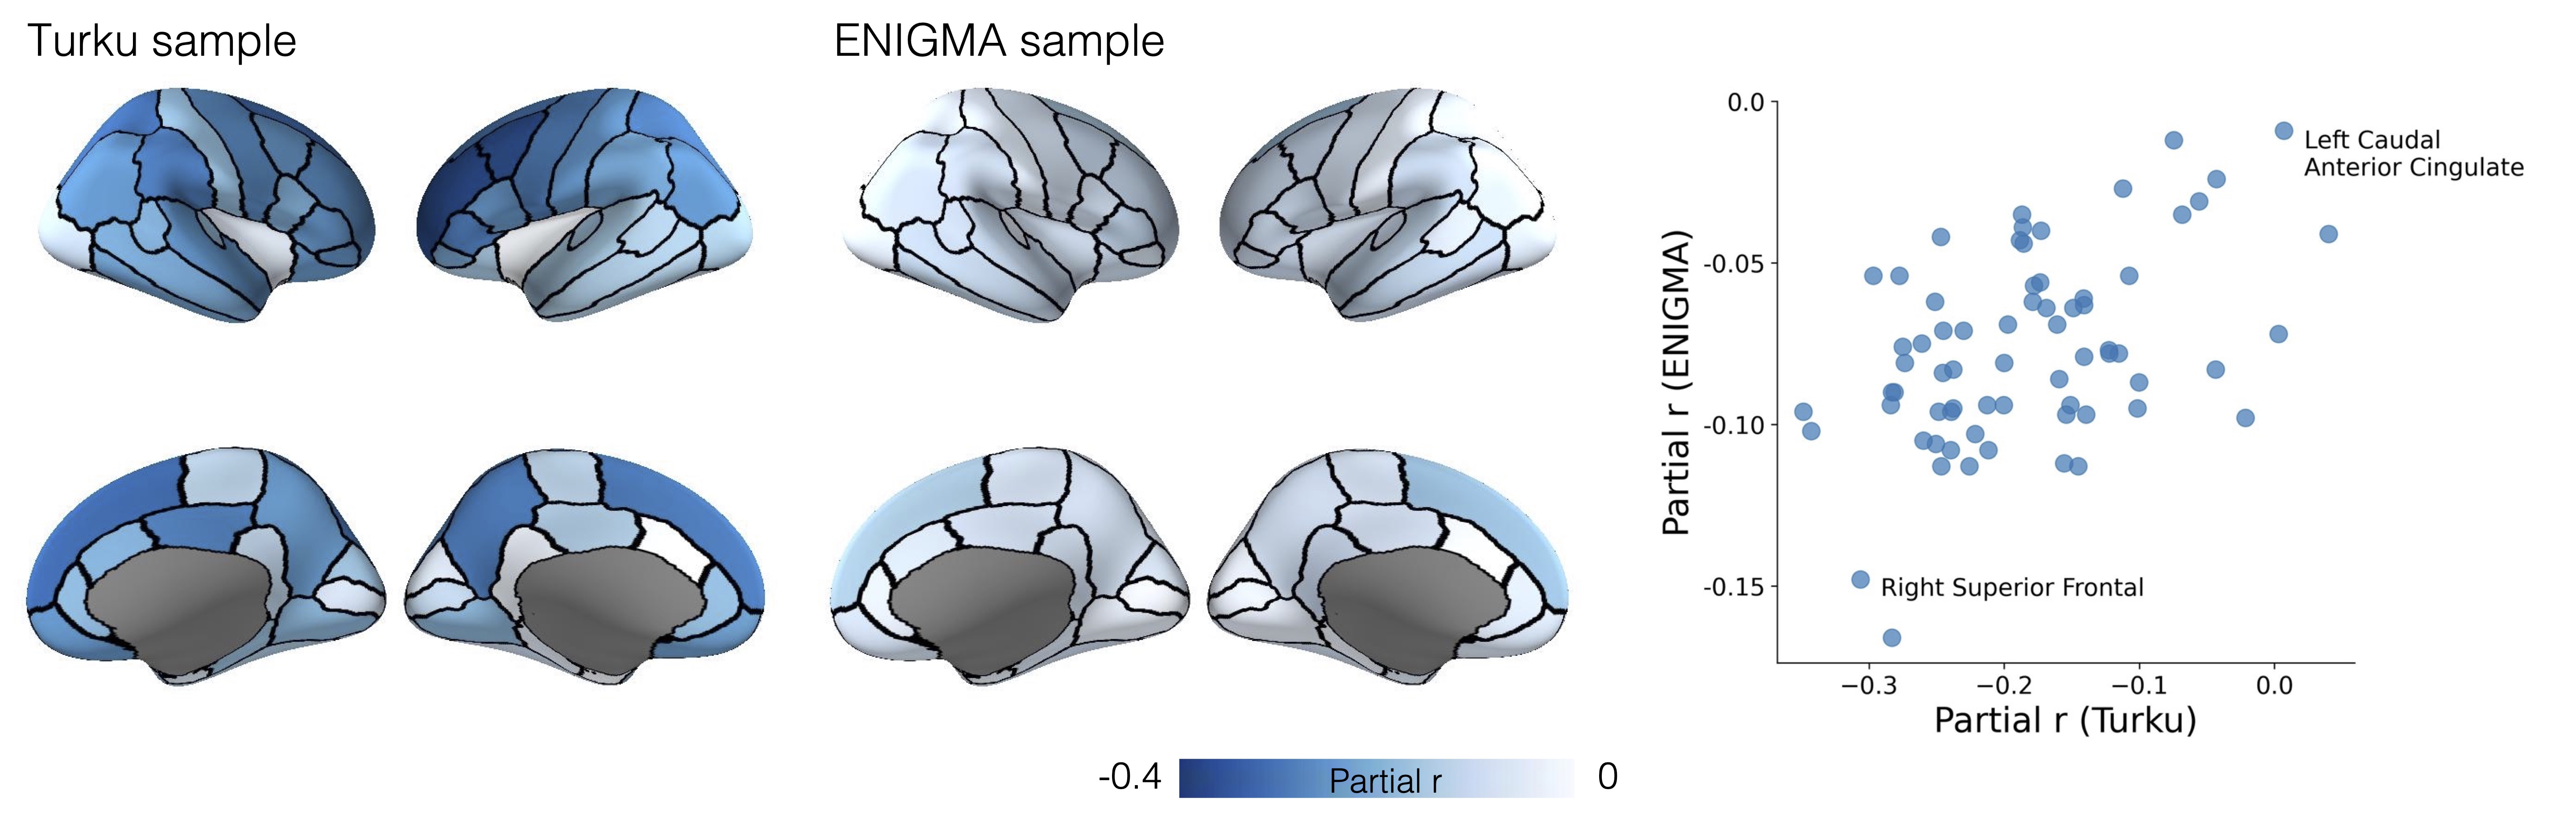 Turku sample
ENIGMA sample
0.0
-0.05
-0.10
-0.15
Partial r (ENIGMA)
Left Caudal
Anterior Cingulate
Right Superior Frontal
−0.3
−0.2
−0.1
0.0
Partial r (Turku)
-0.4
Partial r
0